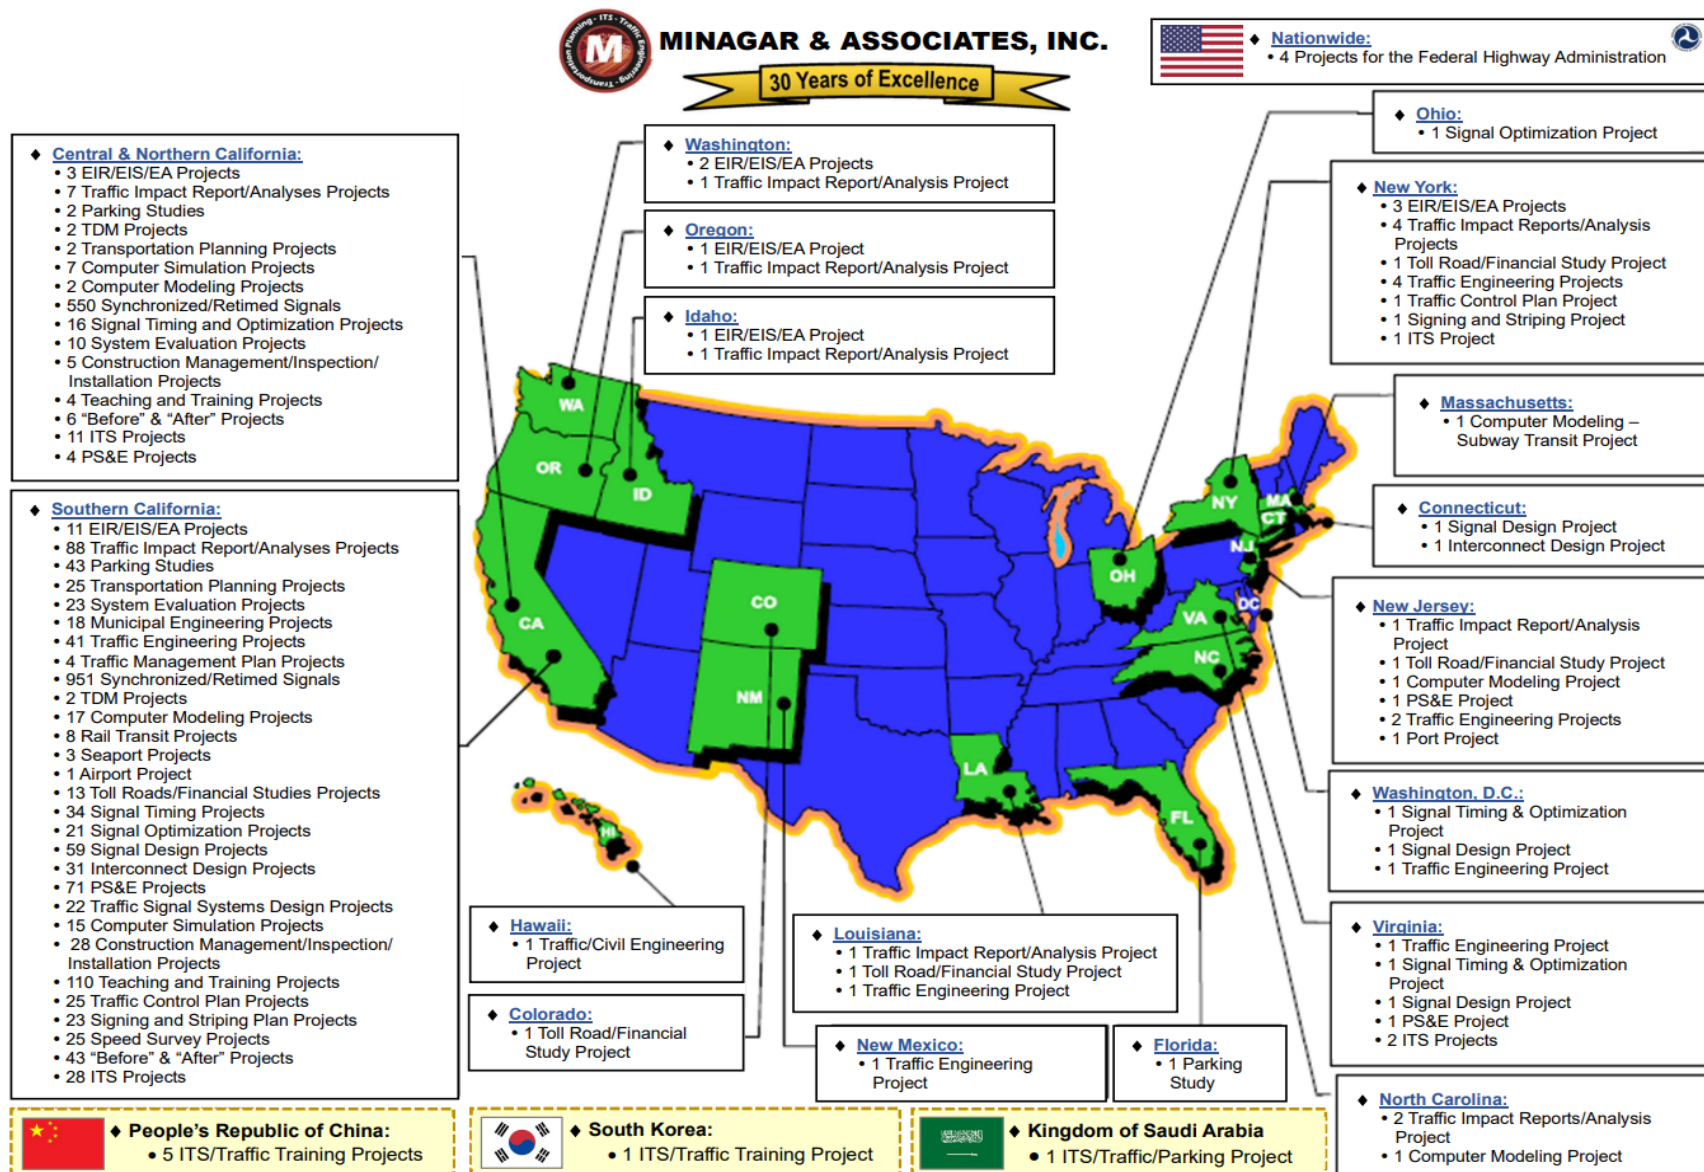 Transportation Planning - ITS - Traffic Engineering
M
MINAGAR & ASSOCIATES, INC.
30 Years of Excellence
♦ Nationwide:
• 4 Projects for the Federal Highway Administration
♦ Ohio:
• 1 Signal Optimization Project
♦ Central & Northern California:
• 3 EIR/EIS/EA Projects
• 7 Traffic Impact Report/Analyses Projects
• 2 Parking Studies
• 2 TDM Projects
• 2 Transportation Planning Projects
• 7 Computer Simulation Projects
• 2 Computer Modeling Projects
• 550 Synchronized/Retimed Signals
• 16 Signal Timing and Optimization Projects
• 10 System Evaluation Projects
• 5 Construction Management/Inspection/
Installation Projects
• 4 Teaching and Training Projects
• 6 “Before” & “After” Projects
• 11 ITS Projects
• 4 PS&E Projects
♦ Washington:
• 2 EIR/EIS/EA Projects
• 1 Traffic Impact Report/Analysis Project
♦ Oregon:
• 1 EIR/EIS/EA Project
• 1 Traffic Impact Report/Analysis Project
♦ Idaho:
• 1 EIR/EIS/EA Project
• 1 Traffic Impact Report/Analysis Project
♦ New York:
• 3 EIR/EIS/EA Projects
• 4 Traffic Impact Reports/Analysis
Projects
• 1 Toll Road/Financial Study Project
• 4 Traffic Engineering Projects
• 1 Traffic Control Plan Project
• 1 Signing and Striping Project
• 1 ITS Project
♦ Massachusetts:
• 1 Computer Modeling –
Subway Transit Project
♦ Connecticut:
• 1 Signal Design Project
• 1 Interconnect Design Project
♦ Southern California:
• 11 EIR/EIS/EA Projects
• 88 Traffic Impact Report/Analyses Projects
• 43 Parking Studies
• 25 Transportation Planning Projects
• 23 System Evaluation Projects
• 18 Municipal Engineering Projects
• 41 Traffic Engineering Projects
• 4 Traffic Management Plan Projects
• 951 Synchronized/Retimed Signals
• 2 TDM Projects
• 17 Computer Modeling Projects
• 8 Rail Transit Projects
• 3 Seaport Projects
• 1 Airport Project
• 13 Toll Roads/Financial Studies Projects
• 34 Signal Timing Projects
• 21 Signal Optimization Projects
• 59 Signal Design Projects
• 31 Interconnect Design Projects
• 71 PS&E Projects
• 22 Traffic Signal Systems Design Projects
• 15 Computer Simulation Projects
• 28 Construction Management/Inspection/
Installation Projects
• 110 Teaching and Training Projects
• 25 Traffic Control Plan Projects
• 23 Signing and Striping Plan Projects
• 25 Speed Survey Projects
• 43 “Before” & “After” Projects
• 28 ITS Projects
WA
OR
ID
CA
CO
NM
LA
FL
HI
OH
NY
MA
CT
NJ
DC
VA
NC
♦ New Jersey:
• 1 Traffic Impact Report/Analysis
Project
• 1 Toll Road/Financial Study Project
• 1 Computer Modeling Project
• 1 PS&E Project
• 2 Traffic Engineering Projects
• 1 Port Project
♦ Washington, D.C.:
• 1 Signal Timing & Optimization
Project
• 1 Signal Design Project
• 1 Traffic Engineering Project
♦ Virginia:
• 1 Traffic Engineering Project
• 1 Signal Timing & Optimization
Project
• 1 Signal Design Project
• 1 PS&E Project
• 2 ITS Projects
♦ Hawaii:
• 1 Traffic/Civil Engineering
Project
♦ Colorado:
• 1 Toll Road/Financial
Study Project
♦ Louisiana:
• 1 Traffic Impact Report/Analysis Project
• 1 Toll Road/Financial Study Project
• 1 Traffic Engineering Project
♦ New Mexico:
• 1 Traffic Engineering
Project
♦ Florida:
• 1 Parking
Study
♦ North Carolina:
• 2 Traffic Impact Reports/Analysis
Project
• 1 Computer Modeling Project
♦ People’s Republic of China:
• 5 ITS/Traffic Training Projects
♦ South Korea:
• 1 ITS/Traffic Training Project
♦ Kingdom of Saudi Arabia
• 1 ITS/Traffic/Parking Project